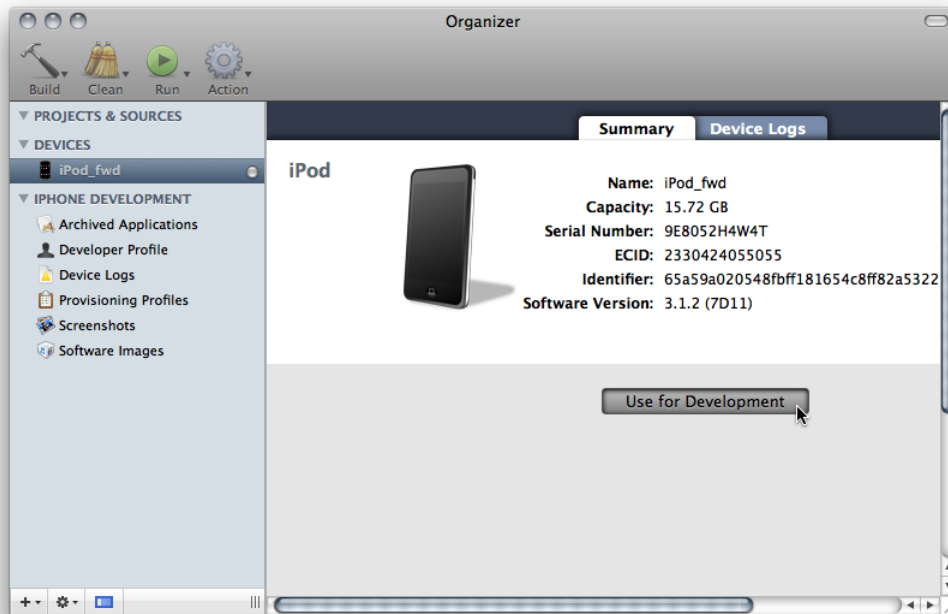 Organizer
Build Clean Run Action
PROJECTS & SOURCES
DEVICES
iPod_fwd
IPHONE DEVELOPMENT
Archived Applications
Developer Profile
Device Logs
Provisioning Profiles
Screenshots
Software Images
Summary Device Logs
iPod
Name: iPod_fwd
Capacity: 15.72 GB
Serial Number: 9E8052H4W4T
ECID: 2330424055055
Identifier: 65a59a020548fbff181654c8ff82a5322
Software Version: 3.1.2 (7D11)
Use for Development